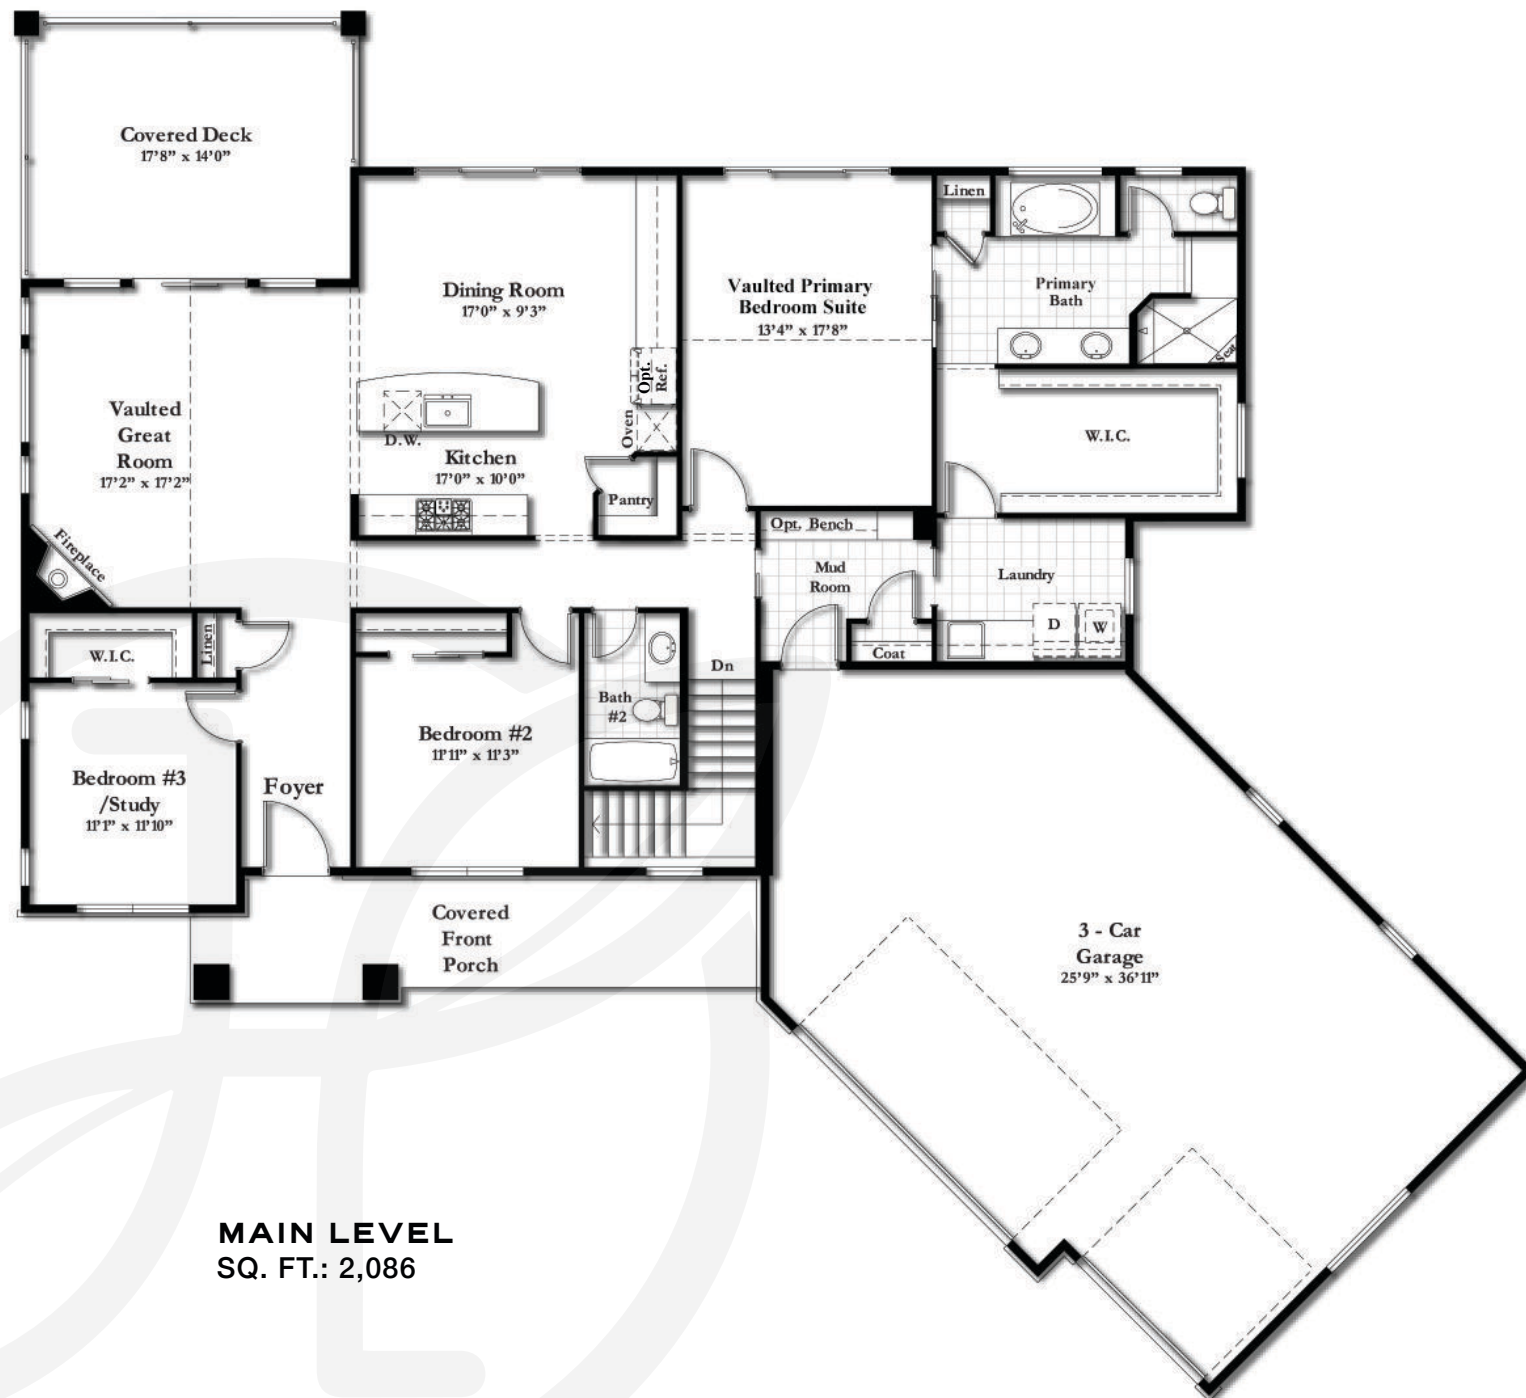 Covered Deck
17'8" x 14'0"
Dining Room
17'0" x 9'3"
Vaulted Primary
Bedroom Suite
13'4" x 17'8"
Linen
Primary
Bath
Seat
Opt.
Ref.
Oven
D.W.
Kitchen
17'0" x 10'0"
Pantry
Vaulted
Great
Room
17'2" x 17'2"
W.I.C.
Fireplace
Opt. Bench
Mud
Room
Laundry
D
W
Coat
W.I.C.
Linen
Dn
Bath
#2
Bedroom #2
11'11" x 11'3"
Bedroom #3
/Study
11'1" x 11'10"
Foyer
Covered
Front
Porch
3 - Car
Garage
25'9" x 36'11"
MAIN LEVEL
SQ. FT.: 2,086